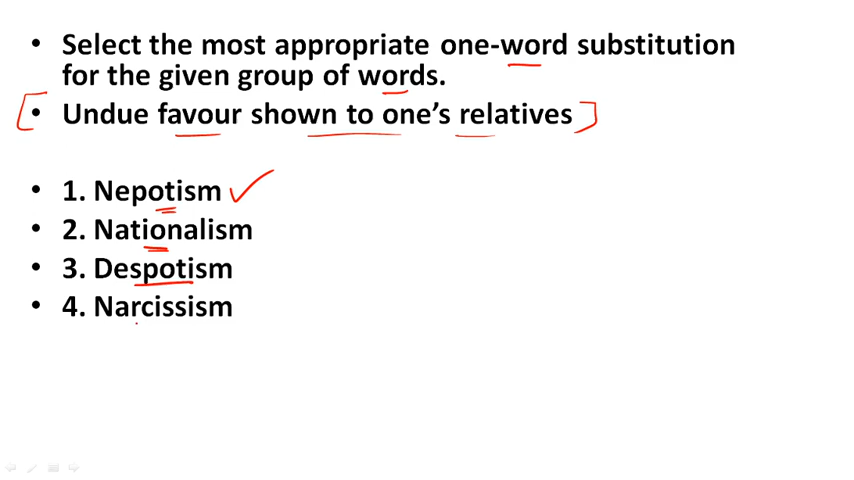 • Select the most appropriate one-word substitution
for the given group of words.
• Undue favour shown to one's relatives
• 1. Nepotism
• 2. Nationalism
• 3. Despotism
• 4. Narcissism